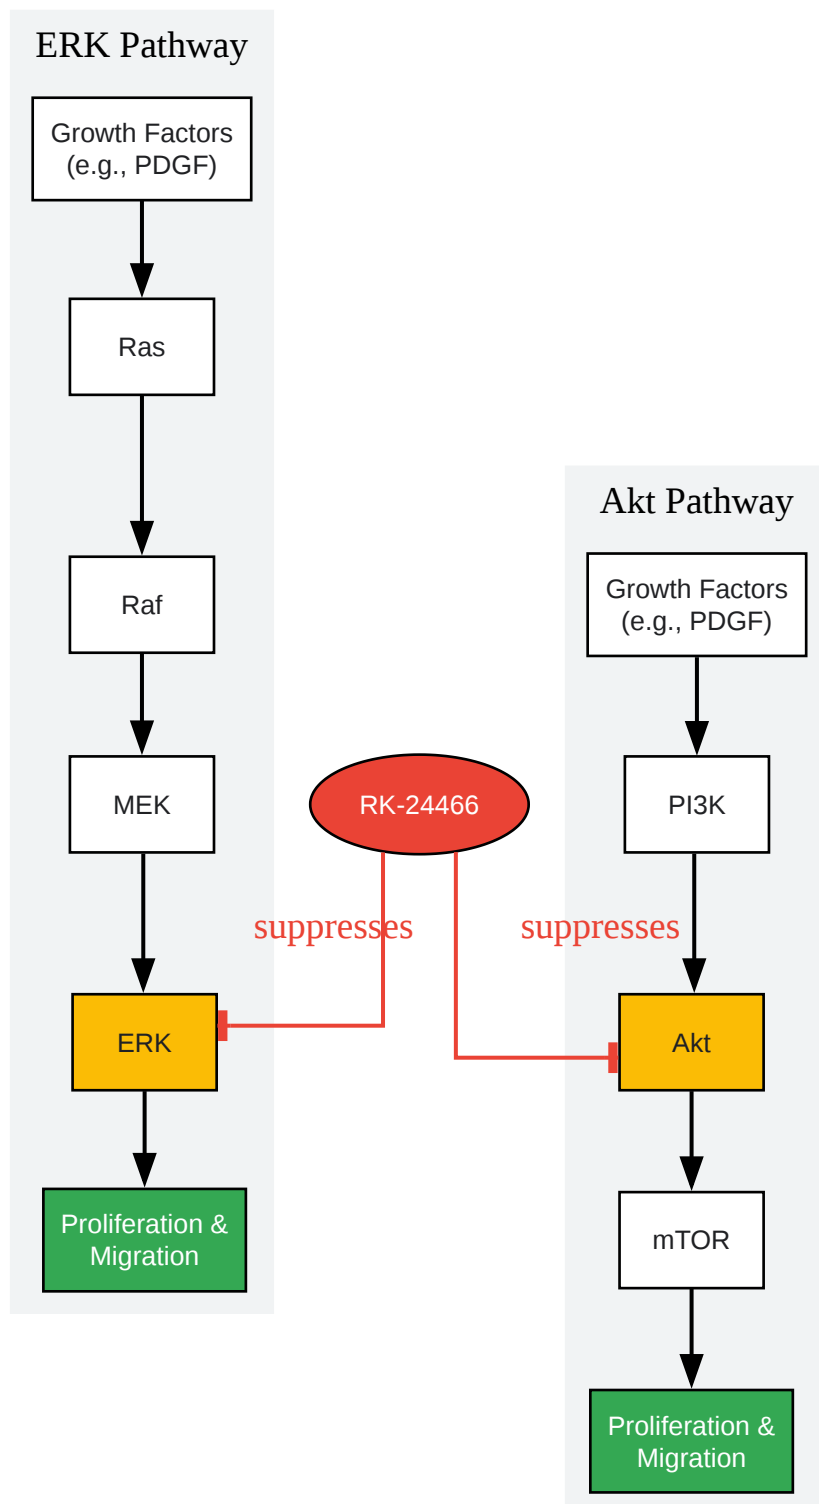 ERK Pathway
Growth Factors
(e.g., PDGF)
Ras
Raf
MEK
ERK
Proliferation &
Migration
RK-24466
suppresses
suppresses
Akt Pathway
Growth Factors
(e.g., PDGF)
PI3K
Akt
mTOR
Proliferation &
Migration